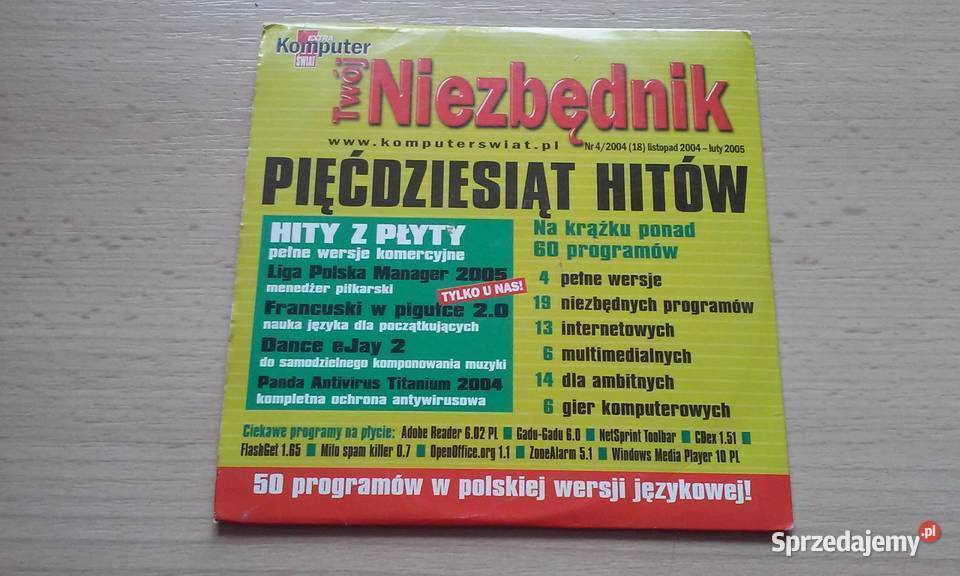 Komputer
EXTRA
ŚWIAT
Twój
Niezbędnik
www.komputerswiat.pl
Nr 4/2004 (18) listopad 2004 – luty 2005
PIĘĆDZIESIĄT HITÓW
HITY Z PŁYTY
pełne wersje komercyjne
Liga Polska Manager 2005
menedżer piłkarski
TYLKO U NAS!
Francuski w pigułce 2.0
nauka języka dla początkujących
Dance eJay 2
do samodzielnego komponowania muzyki
Panda Antivirus Titanium 2004
kompletna ochrona antywirusowa
Na krążku ponad
60 programów
4 pełne wersje
19 niezbędnych programów
13 internetowych
6 multimedialnych
14 dla ambitnych
6 gier komputerowych
Ciekawe programy na płycie: Adobe Reader 6.02 PL ■ Gadu-Gadu 6.0 ■ NetSprint Toolbar ■ CDex 1.51 ■
FlashGet 1.65 ■ Milo spam killer 0.7 ■ OpenOffice.org 1.1 ■ ZoneAlarm 5.1 ■ Windows Media Player 10 PL
50 programów w polskiej wersji językowej!
Sprzedajemy.pl